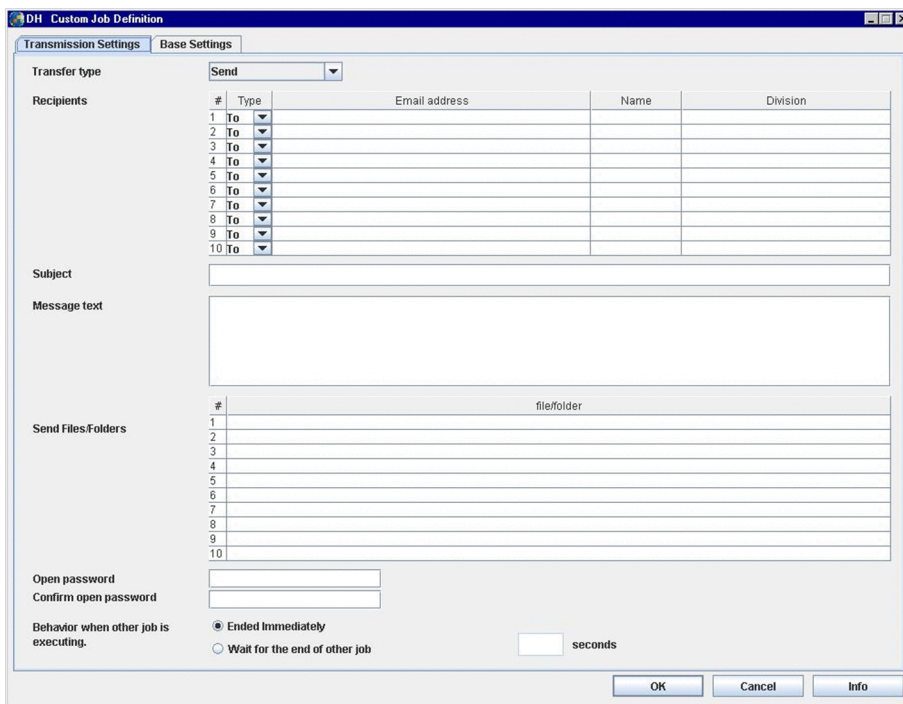 DH Custom Job Definition
Transmission Settings Base Settings
Transfer type Send
Recipients # Type Email address Name Division
1 To
2 To
3 To
4 To
5 To
6 To
7 To
8 To
9 To
10 To
Subject
Message text
# file/folder
Send Files/Folders
1
2
3
4
5
6
7
8
9
10
Open password
Confirm open password
Behavior when other job is executing.
Ended Immediately
Wait for the end of other job seconds
OK Cancel Info